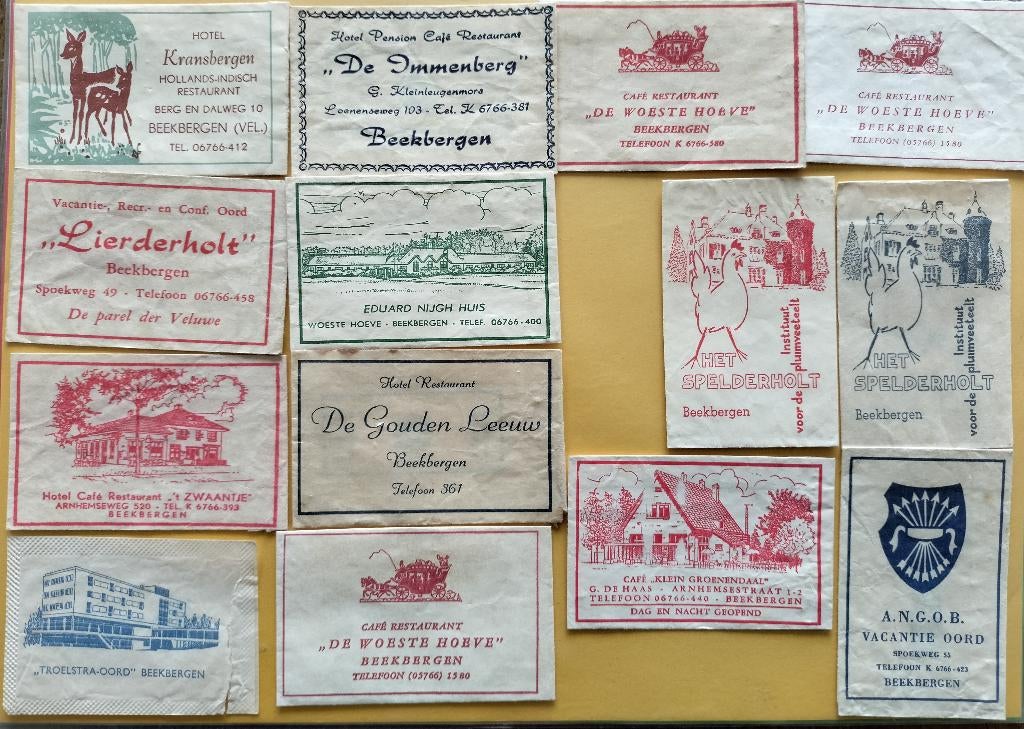 HOTEL
Kransbergen
HOLLANDS-INDISCH
RESTAURANT
BERG EN DALWEG 10
BEEKBERGEN (VEL.)
TEL. 06766-412
Hotel Pension Café Restaurant
„De Immenberg"
G. Kleinleugenmors
Loenenseweg 103 - Tel. K 6766-381
Beekbergen
CAFÉ RESTAURANT
„DE WOESTE HOEVE"
BEEKBERGEN
TELEFOON K 6766-580
CAFÉ RESTAURANT
„DE WOESTE HOEVE"
BEEKBERGEN
TELEFOON (05766) 1580
Vacantie-, Recr.- en Conf. Oord
„Lierderholt"
Beekbergen
Spoekweg 49 - Telefoon 06766-458
De parel der Veluwe
EDUARD NIJGH HUIS
WOESTE HOEVE - BEEKBERGEN - TELEF. 06766-400
HET
SPELDERHOLT
Beekbergen
Instituut
voor de pluimveeteelt
HET
SPELDERHOLT
Beekbergen
Instituut
voor de pluimveeteelt
Hotel Café Restaurant „'t ZWAANTJE"
ARNHEMSEWEG 520 - TEL. K 6766-393
BEEKBERGEN
Hotel Restaurant
De Gouden Leeuw
Beekbergen
Telefoon 361
CAFÉ „KLEIN GROENENDAAL"
G. DE HAAS - ARNHEMSESTRAAT 1-2
TELEFOON 06766-440 - BEEKBERGEN
DAG EN NACHT GEOPEND
A.N.G.O.B.
VACANTIE OORD
SPOEKWEG 55
TELEFOON K 6766-423
BEEKBERGEN
„TROELSTRA-OORD" BEEKBERGEN
CAFÉ RESTAURANT
„DE WOESTE HOEVE"
BEEKBERGEN
TELEFOON (05766) 1580